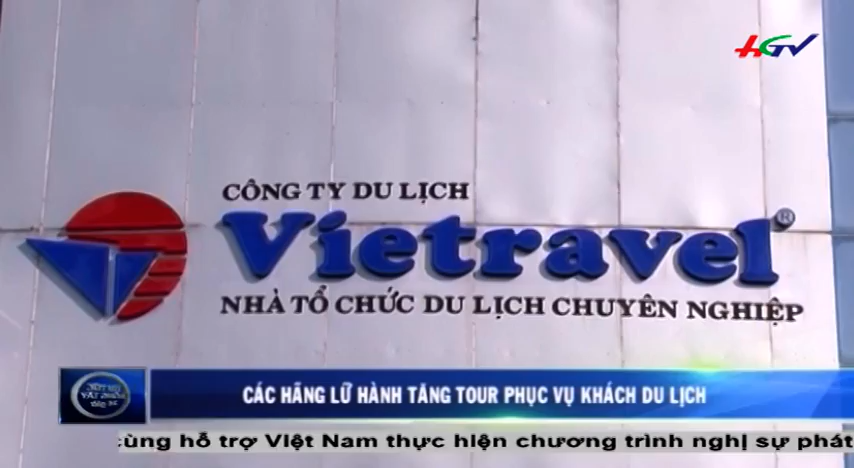 HGTV
CÔNG TY DU LỊCH
Vietravel®
NHÀ TỔ CHỨC DU LỊCH CHUYÊN NGHIỆP
CÁC HÃNG LỮ HÀNH TĂNG TOUR PHỤC VỤ KHÁCH DU LỊCH
cùng hỗ trợ Việt Nam thực hiện chương trình nghị sự phát